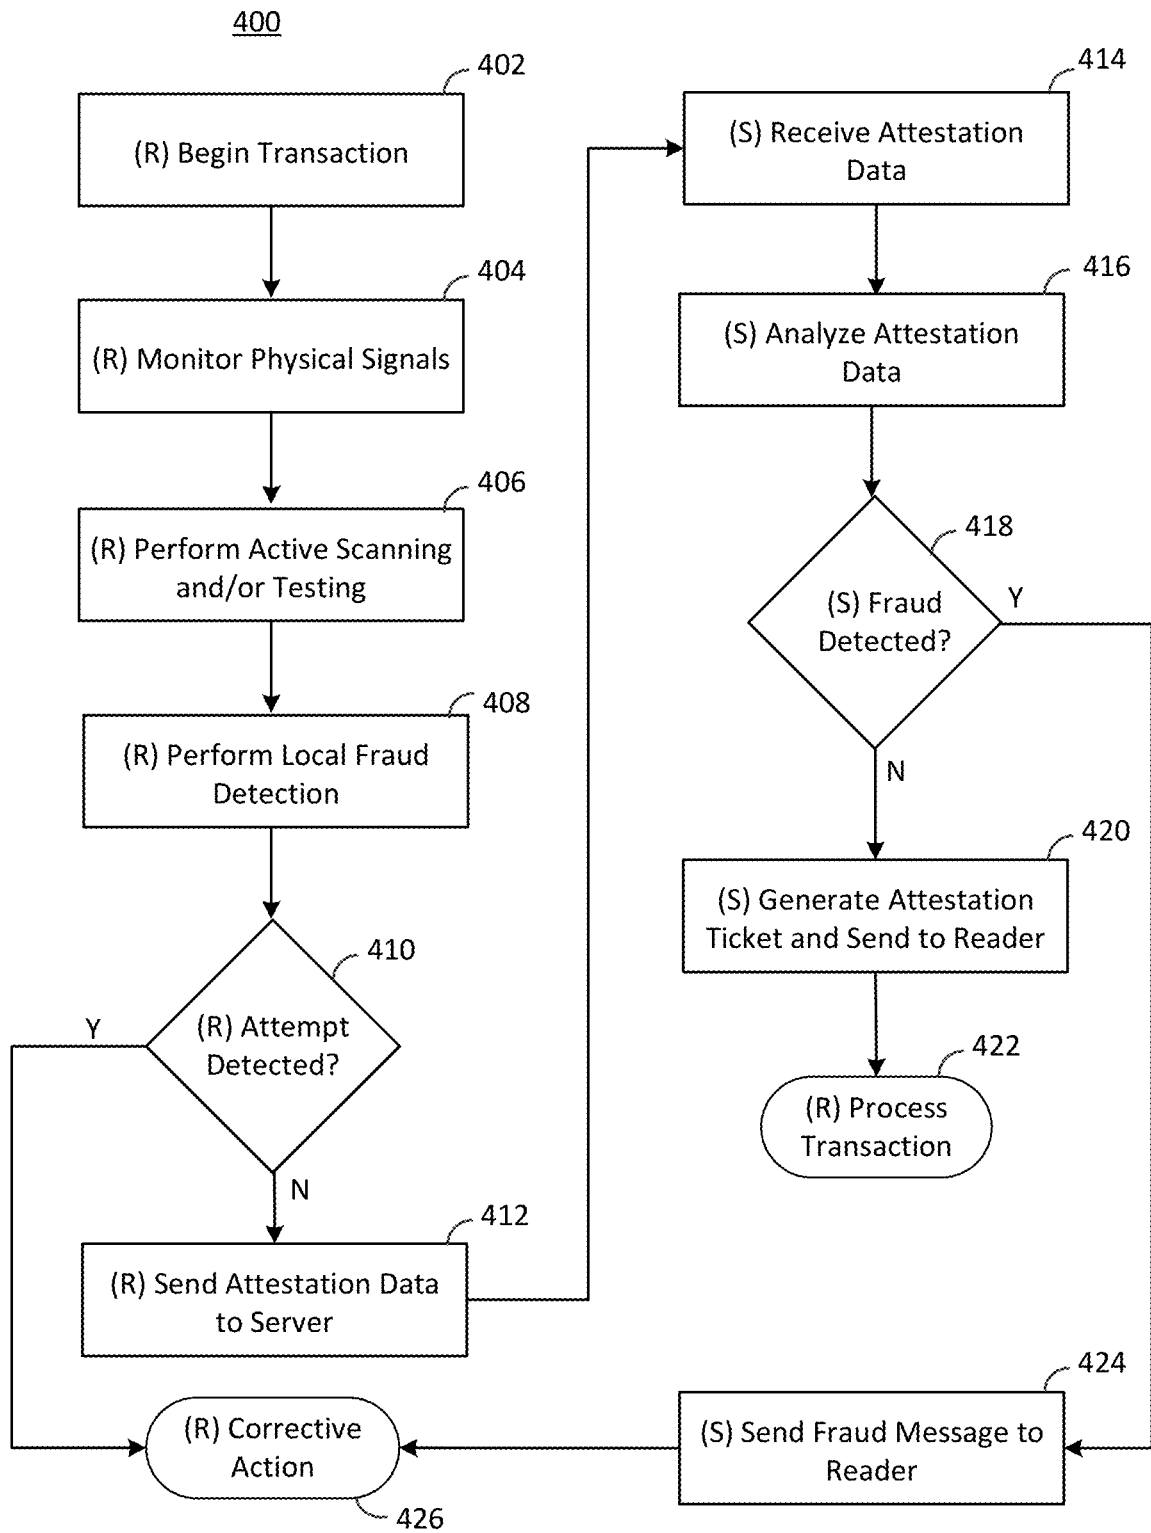 400
402
(R) Begin Transaction
404
(R) Monitor Physical Signals
406
(R) Perform Active Scanning
and/or Testing
408
(R) Perform Local Fraud
Detection
410
(R) Attempt
Detected?
Y
N
412
(R) Send Attestation Data
to Server
414
(S) Receive Attestation
Data
416
(S) Analyze Attestation
Data
418
(S) Fraud
Detected?
Y
N
420
(S) Generate Attestation
Ticket and Send to Reader
422
(R) Process
Transaction
424
(S) Send Fraud Message to
Reader
(R) Corrective
Action
426